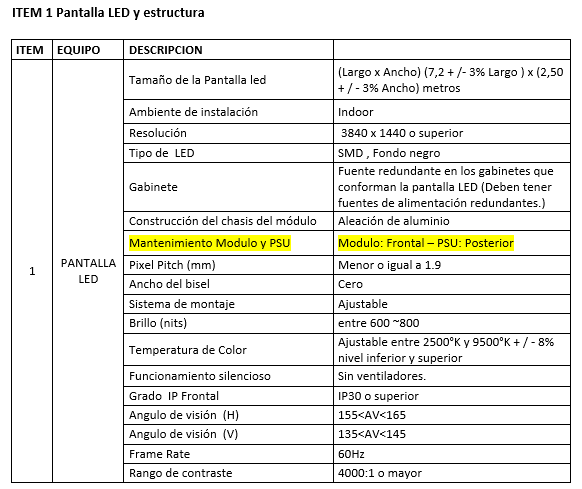 ITEM 1 Pantalla LED y estructura
ITEM EQUIPO DESCRIPCION
Tamaño de la Pantalla led (Largo x Ancho) (7,2 + /- 3% Largo ) x (2,50
+ / - 3% Ancho) metros
Ambiente de instalación Indoor
Resolución 3840 x 1440 o superior
Tipo de LED SMD , Fondo negro
Gabinete Fuente redundante en los gabinetes que
conforman la pantalla LED (Deben tener
fuentes de alimentación redundantes.)
Construcción del chasis del módulo Aleación de aluminio
Mantenimiento Modulo y PSU Modulo: Frontal – PSU: Posterior
1 PANTALLA
LED
Pixel Pitch (mm) Menor o igual a 1.9
Ancho del bisel Cero
Sistema de montaje Ajustable
Brillo (nits) entre 600 ~800
Temperatura de Color Ajustable entre 2500°K y 9500°K + / - 8%
nivel inferior y superior
Funcionamiento silencioso Sin ventiladores.
Grado IP Frontal IP30 o superior
Angulo de visión (H) 155<AV<165
Angulo de visión (V) 135<AV<145
Frame Rate 60Hz
Rango de contraste 4000:1 o mayor